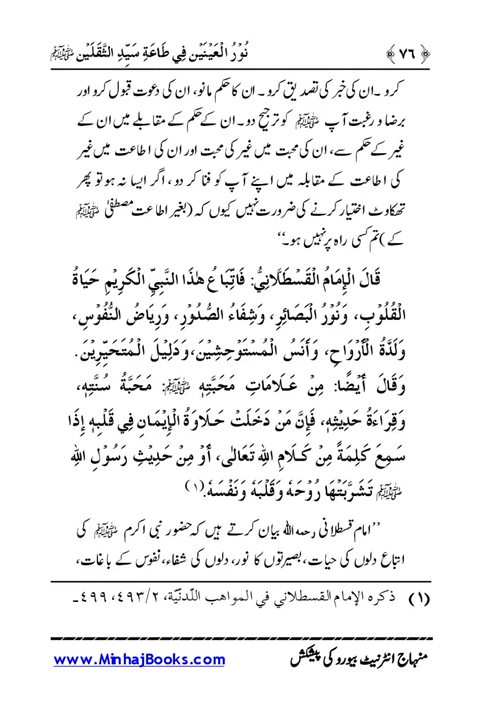 ﴿ ۷۶ ﴾ نُوْرُ الْعَيْنَيْن فِي طَاعَةِ سَيِّدِ الثَّقَلَيْن ﷺ
کرو۔ ان کی خبر کی تصدیق کرو۔ ان کا حکم مانو، ان کی دعوت قبول کرو اور
برضا و رغبت آپ ﷺ کو ترجیح دو۔ ان کے حکم کے مقابلے میں ان کے
غیر کے حکم سے، ان کی محبت میں غیر کی محبت اور ان کی اطاعت میں غیر
کی اطاعت کے مقابلہ میں اپنے آپ کو فنا کر دو، اگر ایسا نہ ہو تو پھر
تھکاوٹ اختیار کرنے کی ضرورت نہیں کیوں کہ (بغیر اطاعت مصطفیٰ ﷺ
کے) تم کسی راہ پر نہیں ہو۔‘‘
قَالَ الْإِمَامُ الْقَسْطَلَانِيُّ: فَاتِّبَاعُ هٰذَا النَّبِيِّ الْكَرِيْمِ حَيَاةُ
الْقُلُوْبِ، وَنُوْرُ الْبَصَائِرِ، وَشِفَاءُ الصُّدُوْرِ، وَرِيَاضُ النُّفُوْسِ،
وَلَذَّةُ الْأَرْوَاحِ، وَأُنْسُ الْمُسْتَوْحِشِيْنَ، وَدَلِيْلُ الْمُتَحَيِّرِيْنَ.
وَقَالَ أَيْضًا: مِنْ عَلَامَاتِ مَحَبَّتِهِ ﷺ: مَحَبَّةُ سُنَّتِهِ،
وَقِرَاءَةُ حَدِيْثِهِ، فَإِنَّ مَنْ دَخَلَتْ حَلَاوَةُ الْإِيْمَانِ فِي قَلْبِهِ إِذَا
سَمِعَ كَلِمَةً مِنْ كَلَامِ اللهِ تَعَالٰى، أَوْ مِنْ حَدِيْثِ رَسُوْلِ اللهِ
ﷺ تَشَرَّبَتْهَا رُوْحُهٗ وَقَلْبُهٗ وَنَفْسُهٗ.(۱)
’’امام قسطلانی رحمہ اللہ بیان کرتے ہیں کہ حضور نبی اکرم ﷺ کی
اتباع دلوں کی حیات، بصیرتوں کا نور، دلوں کی شفاء، نفوس کے باغات،
(۱) ذكره الإمام القسطلاني في المواهب اللّدنيّة، ۲/۴۹۳، ۴۹۹۔
منہاج انٹرنیٹ بیورو کی پیشکش www.MinhajBooks.com